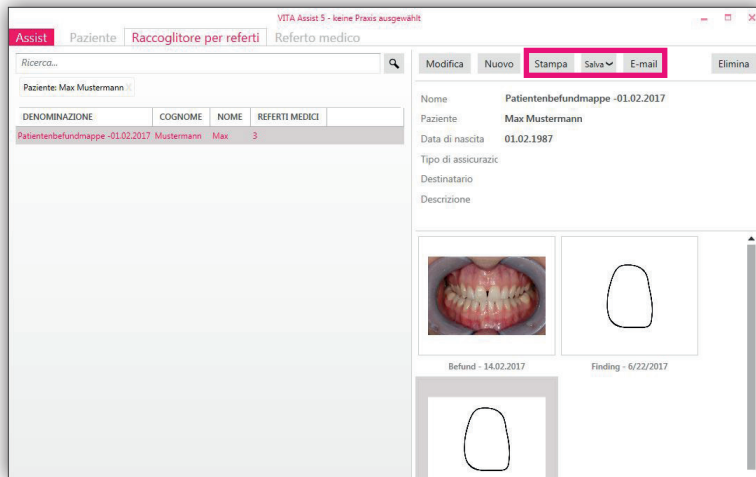 VITA Assist 5 - keine Praxis ausgewählt
Assist Paziente Raccoglitore per referti Referto medico
Ricerca...
Modifica Nuovo Stampa Salva E-mail Elimina
Paziente: Max Mustermann
DENOMINAZIONE COGNOME NOME REFERTI MEDICI
Patientenbefundmappe -01.02.2017 Mustermann Max 3
Nome Patientenbefundmappe -01.02.2017
Paziente Max Mustermann
Data di nascita 01.02.1987
Tipo di assicurazic
Destinatario
Descrizione
Befund - 14.02.2017 Finding - 6/22/2017